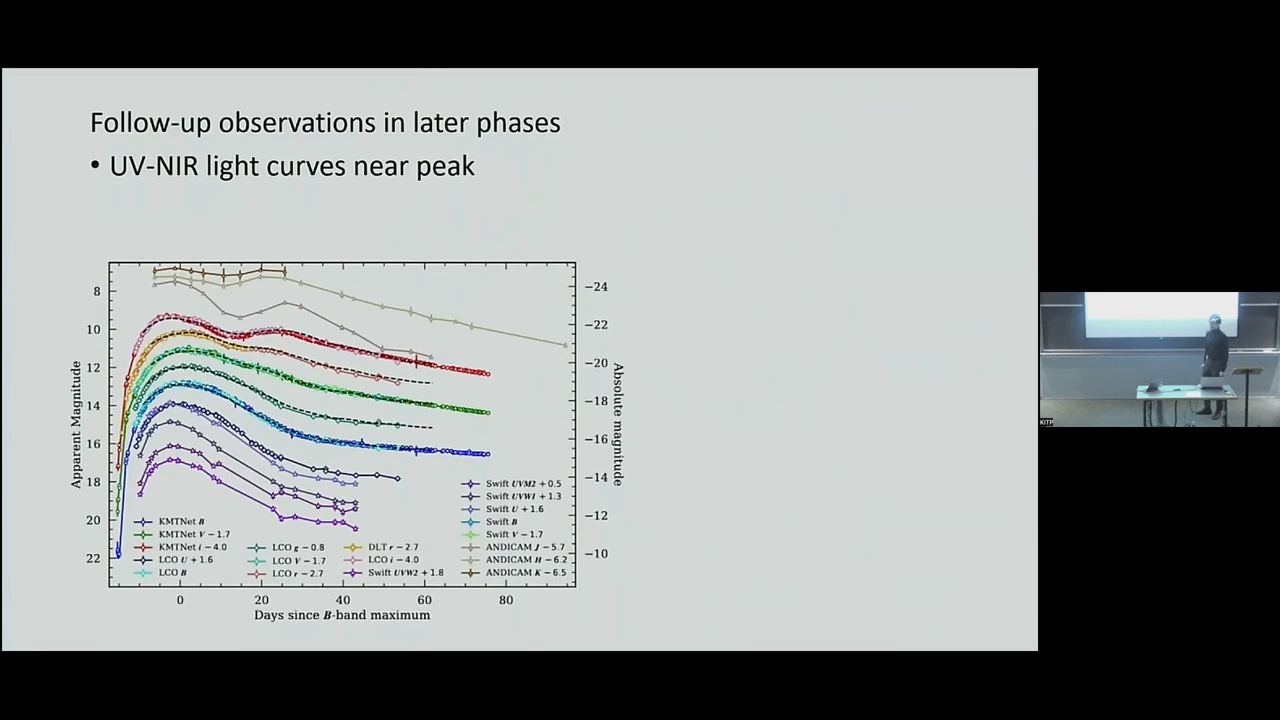 Follow-up observations in later phases
• UV-NIR light curves near peak
Apparent Magnitude
8
10
12
14
16
18
20
22
−24
−22
−20
−18
−16
−14
−12
−10
Absolute magnitude
KMTNet B
KMTNet V − 1.7
KMTNet i − 4.0
LCO U + 1.6
LCO B
LCO g − 0.8
LCO V − 1.7
LCO r − 2.7
DLT r − 2.7
LCO i − 4.0
Swift UVW2 + 1.8
Swift UVM2 + 0.5
Swift UVW1 + 1.3
Swift U + 1.6
Swift B
Swift V − 1.7
ANDICAM J − 5.7
ANDICAM H − 6.2
ANDICAM K − 6.5
0
20
40
60
80
Days since B-band maximum
KITP